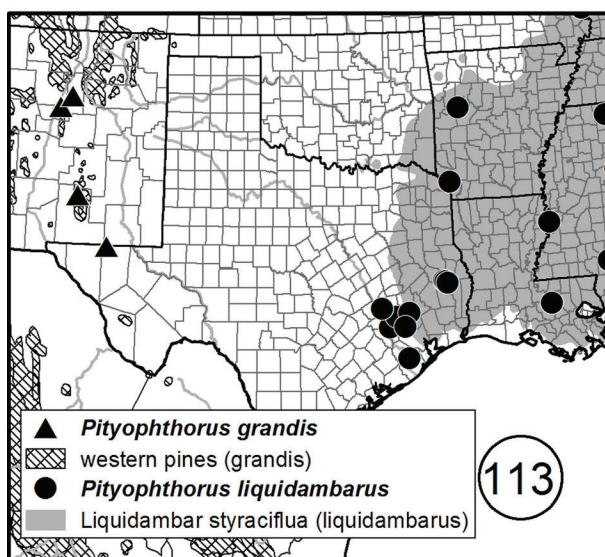 Pityophthorus grandis
western pines (grandis)
Pityophthorus liquidambarus
Liquidambar styraciflua (liquidambarus)
113